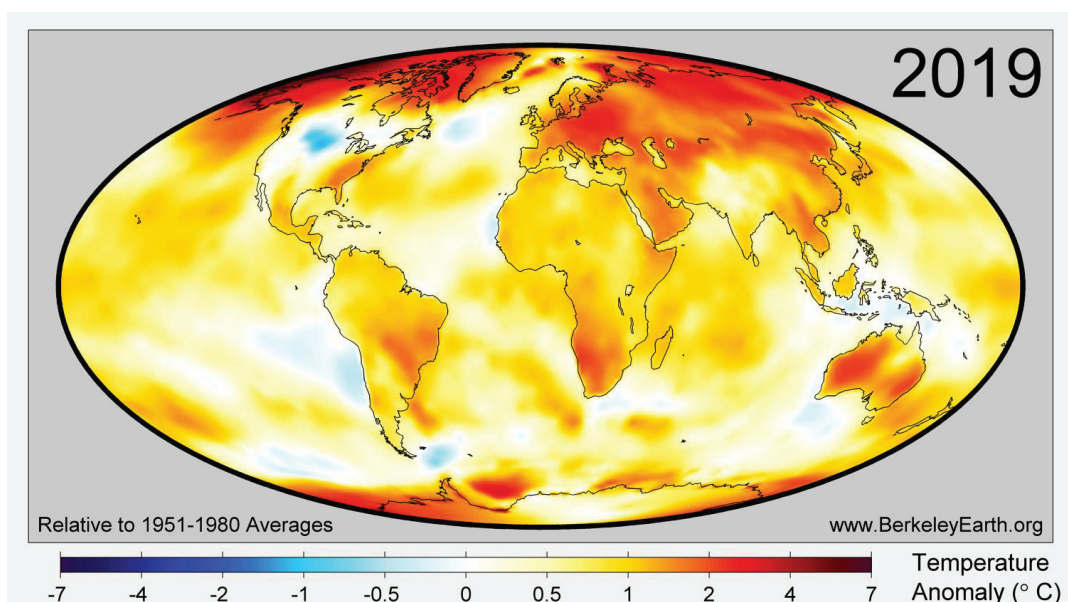 2019
Relative to 1951-1980 Averages
www.BerkeleyEarth.org
-7 -4 -2 -1 -0.5 0 0.5 1 2 4 7
Temperature
Anomaly (° C)